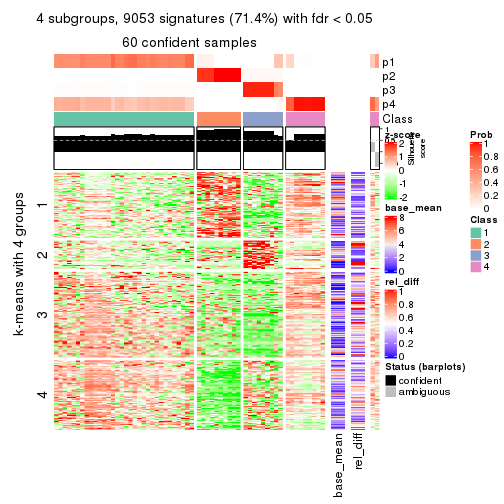 4 subgroups, 9053 signatures (71.4%) with fdr < 0.05
60 confident samples
p1
p2
p3
p4
Class
1
0
Silhouette
score
k-means with 4 groups
1
2
3
4
base_mean
rel_diff
z-score
2
1
0
-1
-2
base_mean
8
6
4
2
0
rel_diff
1
0.8
0.6
0.4
0.2
0
Status (barplots)
confident
ambiguous
Prob
1
0.8
0.6
0.4
0.2
0
Class
1
2
3
4